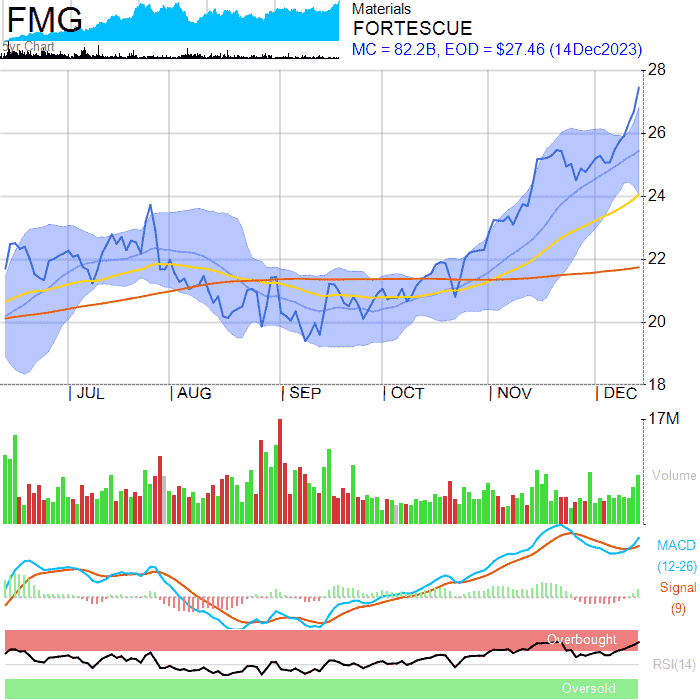 FMG
5yr Chart
Materials
FORTESCUE
MC = 82.2B, EOD = $27.46 (14Dec2023)
28
26
24
22
20
18
JUL AUG SEP OCT NOV DEC
17M
Volume
MACD
(12-26)
Signal
(9)
Overbought
RSI(14)
Oversold